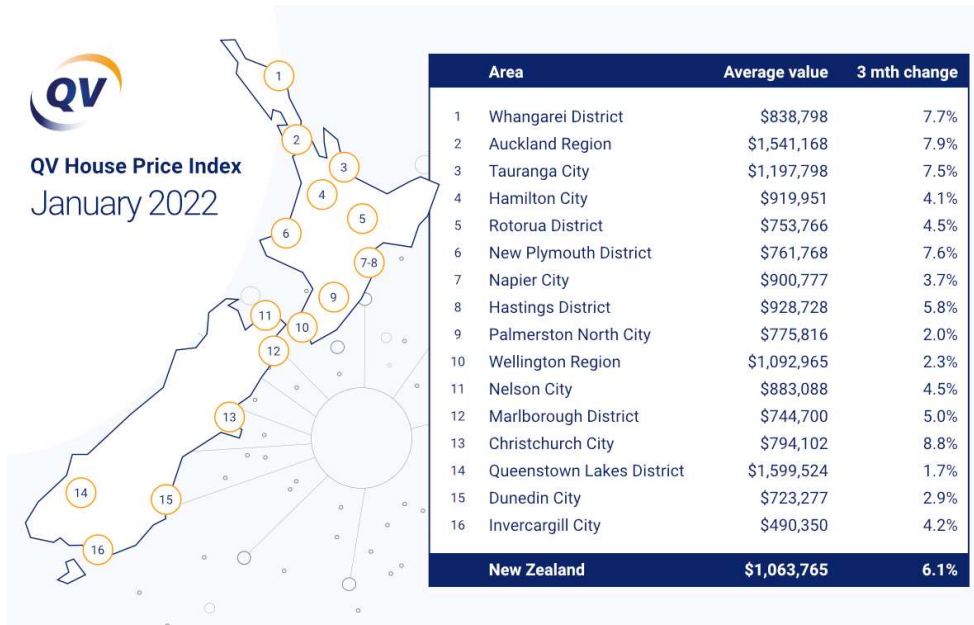 QV
QV House Price Index
January 2022
1
2
3
4
5
6
7-8
9
10
11
12
13
14
15
16
Area Average value 3 mth change
1 Whangarei District $838,798 7.7%
2 Auckland Region $1,541,168 7.9%
3 Tauranga City $1,197,798 7.5%
4 Hamilton City $919,951 4.1%
5 Rotorua District $753,766 4.5%
6 New Plymouth District $761,768 7.6%
7 Napier City $900,777 3.7%
8 Hastings District $928,728 5.8%
9 Palmerston North City $775,816 2.0%
10 Wellington Region $1,092,965 2.3%
11 Nelson City $883,088 4.5%
12 Marlborough District $744,700 5.0%
13 Christchurch City $794,102 8.8%
14 Queenstown Lakes District $1,599,524 1.7%
15 Dunedin City $723,277 2.9%
16 Invercargill City $490,350 4.2%
New Zealand $1,063,765 6.1%